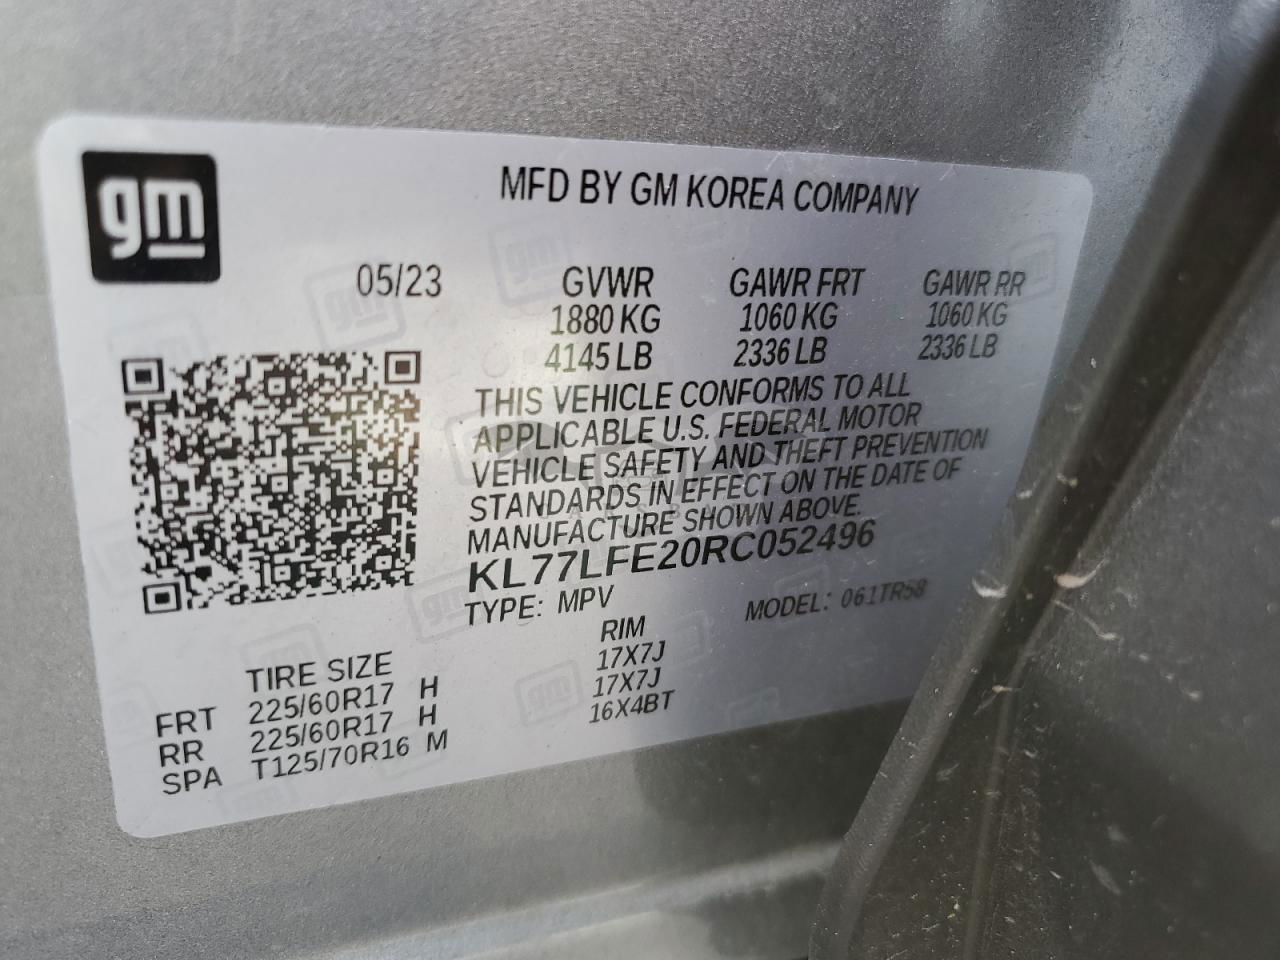 gm
MFD BY GM KOREA COMPANY
05/23 GVWR GAWR FRT GAWR RR
1880 KG 1060 KG 1060 KG
4145 LB 2336 LB 2336 LB
THIS VEHICLE CONFORMS TO ALL
APPLICABLE U.S. FEDERAL MOTOR
VEHICLE SAFETY AND THEFT PREVENTION
STANDARDS IN EFFECT ON THE DATE OF
MANUFACTURE SHOWN ABOVE.
KL77LFE20RC052496
TYPE: MPV MODEL: 061TR58
TIRE SIZE RIM
FRT 225/60R17 H 17X7J
RR 225/60R17 H 17X7J
SPA T125/70R16 M 16X4BT